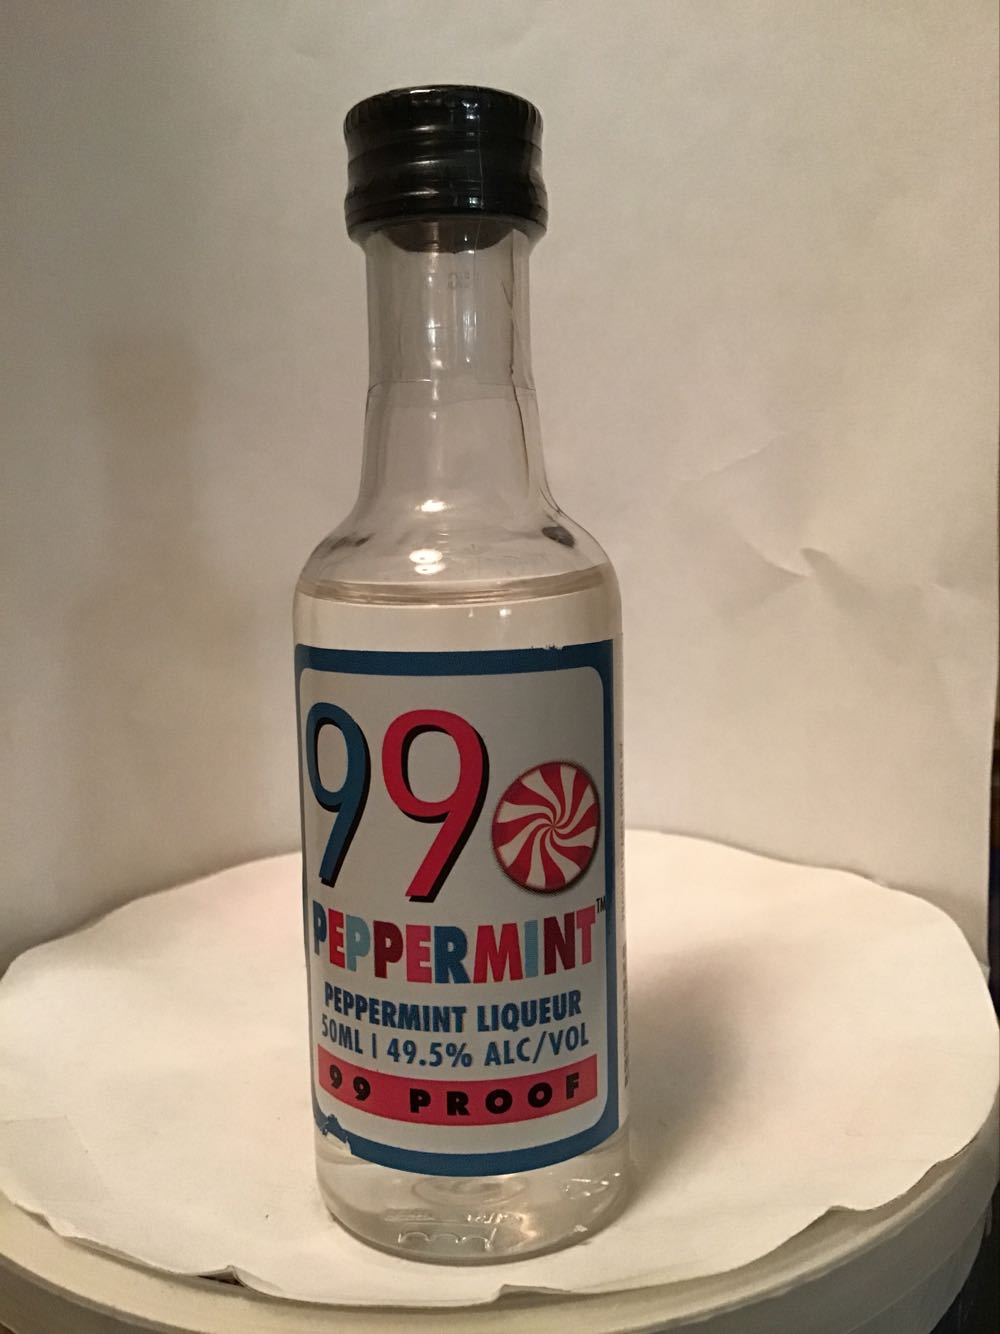 99
PEPPERMINT™
PEPPERMINT LIQUEUR
50ML | 49.5% ALC/VOL
99 PROOF